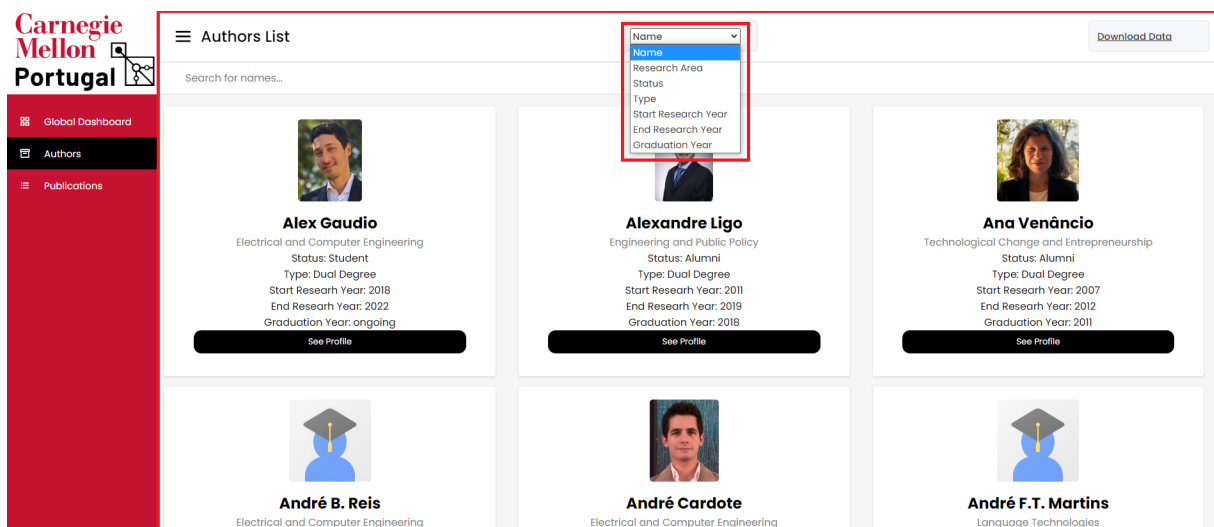 Carnegie
Mellon
Portugal
Global Dashboard
Authors
Publications
Authors List
Name
Name
Research Area
Status
Type
Start Research Year
End Research Year
Graduation Year
Download Data
Search for names...
Alex Gaudio
Electrical and Computer Engineering
Status: Student
Type: Dual Degree
Start Researh Year: 2018
End Researh Year: 2022
Graduation Year: ongoing
See Profile
Alexandre Ligo
Engineering and Public Policy
Status: Alumni
Type: Dual Degree
Start Researh Year: 2011
End Researh Year: 2019
Graduation Year: 2018
See Profile
Ana Venâncio
Technological Change and Entrepreneurship
Status: Alumni
Type: Dual Degree
Start Researh Year: 2007
End Researh Year: 2012
Graduation Year: 2011
See Profile
André B. Reis
Electrical and Computer Engineering
André Cardote
Electrical and Computer Engineering
André F.T. Martins
Language Technologies